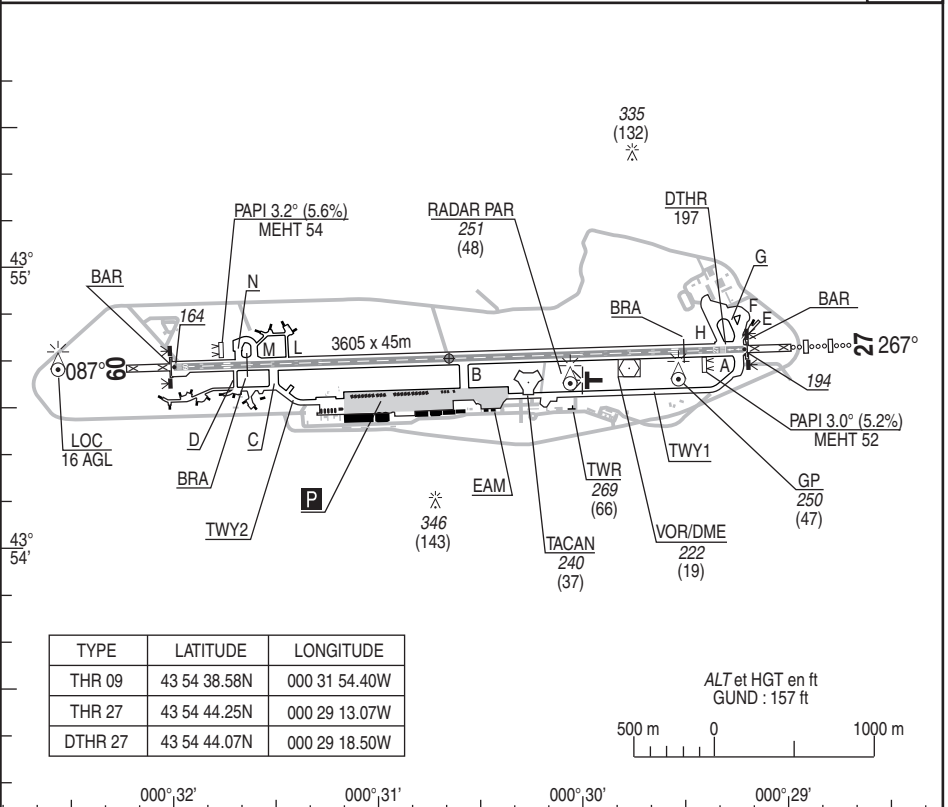 335
(132)
DTHR
197
PAPI 3.2° (5.6%)
MEHT 54
RADAR PAR
251
(48)
G
43°
55'
BAR
N
BRA
F
BAR
164
E
H
M
L
3605 x 45m
087°
09
27
267°
B
A
194
D
C
PAPI 3.0° (5.2%)
MEHT 52
LOC
16 AGL
TWY1
BRA
P
EAM
TWR
269
(66)
GP
250
(47)
TWY2
346
(143)
VOR/DME
222
(19)
TACAN
240
(37)
43°
54'
TYPE LATITUDE LONGITUDE
THR 09 43 54 38.58N 000 31 54.40W
THR 27 43 54 44.25N 000 29 13.07W
DTHR 27 43 54 44.07N 000 29 18.50W
ALT et HGT en ft
GUND : 157 ft
500 m 0 1000 m
000°32' 000°31' 000°30' 000°29'